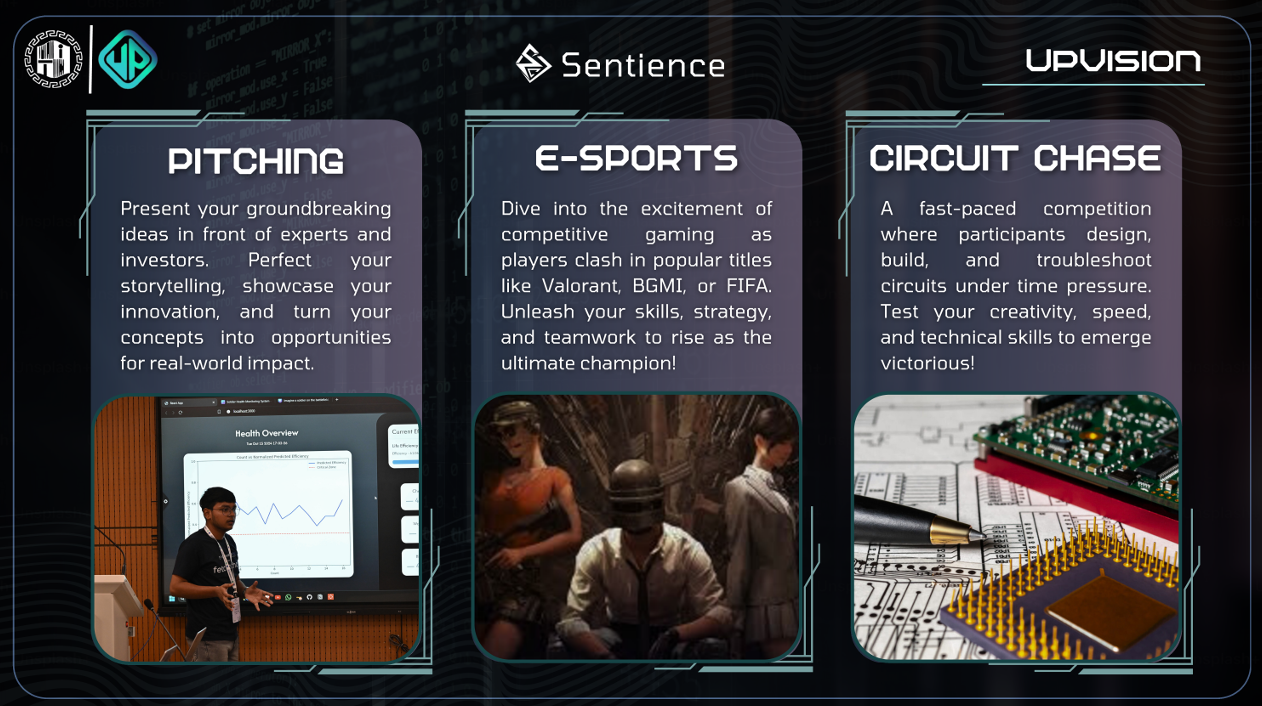 Sentience
UPVISION
PITCHING
Present your groundbreaking
ideas in front of experts and
investors. Perfect your
storytelling, showcase your
innovation, and turn your
concepts into opportunities
for real-world impact.
Health Overview
Current Ef
E-SPORTS
Dive into the excitement of
competitive gaming as
players clash in popular titles
like Valorant, BGMI, or FIFA.
Unleash your skills, strategy,
and teamwork to rise as the
ultimate champion!
CIRCUIT CHASE
A fast-paced competition
where participants design,
build, and troubleshoot
circuits under time pressure.
Test your creativity, speed,
and technical skills to emerge
victorious!